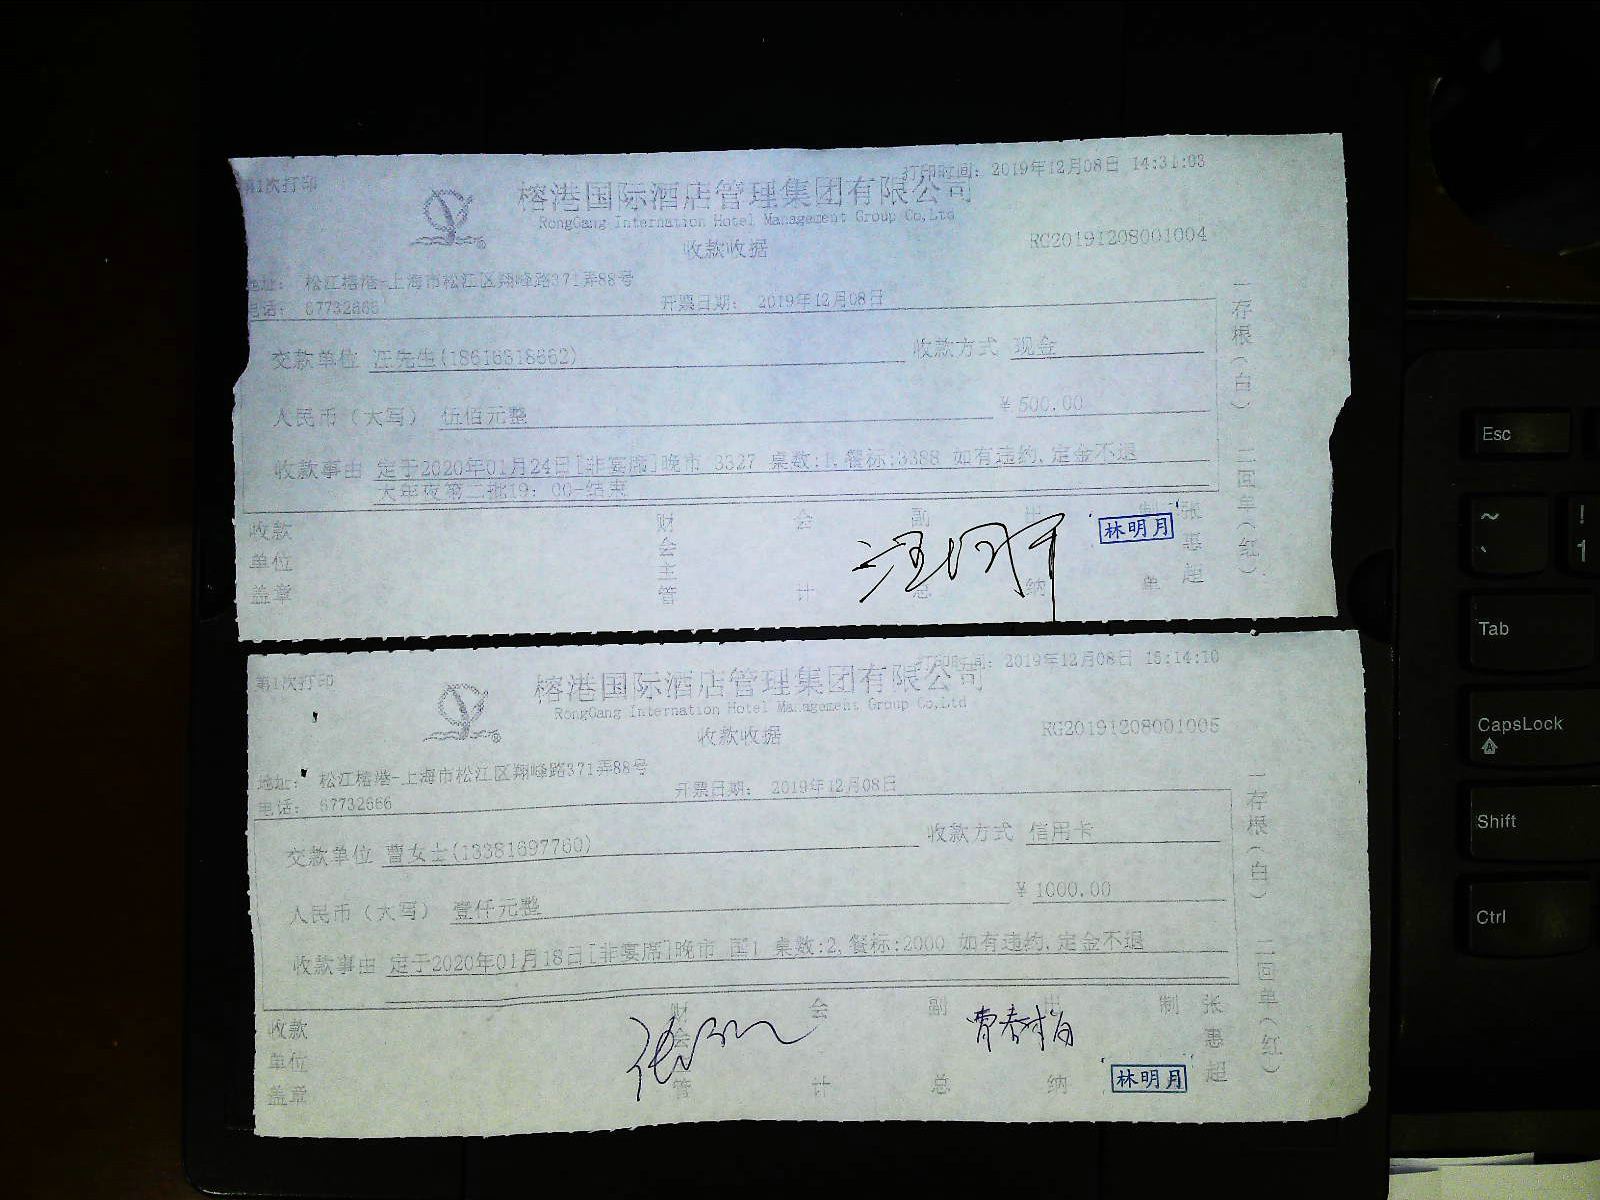 第1次打印
打印时间: 2019年12月08日 14:31:03
榕港国际酒店管理集团有限公司
RongGang Internation Hotel Management Group Co,Ltd
收款收据
RG20191208001004
地址: 松江榕港-上海市松江区翔峰路371弄88号
电话: 67732666
开票日期: 2019年12月08日
交款单位 汪先生(18616318662) 收款方式 现金
人民币（大写） 伍佰元整 ¥ 500.00
收款事由 定于2020年01月24日[非宴席]晚市 3327 桌数:1,餐标:3388 如有违约,定金不退
大年夜第二批19: 00-结束
收款单位盖章 财会主管 会计 副总 出纳 制单 张惠超
林明月
一存根(白) 二回单(红)
第1次打印
打印时间: 2019年12月08日 15:14:10
榕港国际酒店管理集团有限公司
RongGang Internation Hotel Management Group Co,Ltd
收款收据
RG20191208001005
地址: 松江榕港-上海市松江区翔峰路371弄88号
电话: 67732666
开票日期: 2019年12月08日
交款单位 曹女士(13381697760) 收款方式 信用卡
人民币（大写） 壹仟元整 ¥ 1000.00
收款事由 定于2020年01月18日[非宴席]晚市 国1 桌数:2,餐标:2000 如有违约,定金不退
收款单位盖章 财会主管 会计 副总 出纳 制 张惠超
林明月
一存根(白) 二回单(红)
Esc
~
`
!
1
Tab
CapsLock
A
Shift
Ctrl